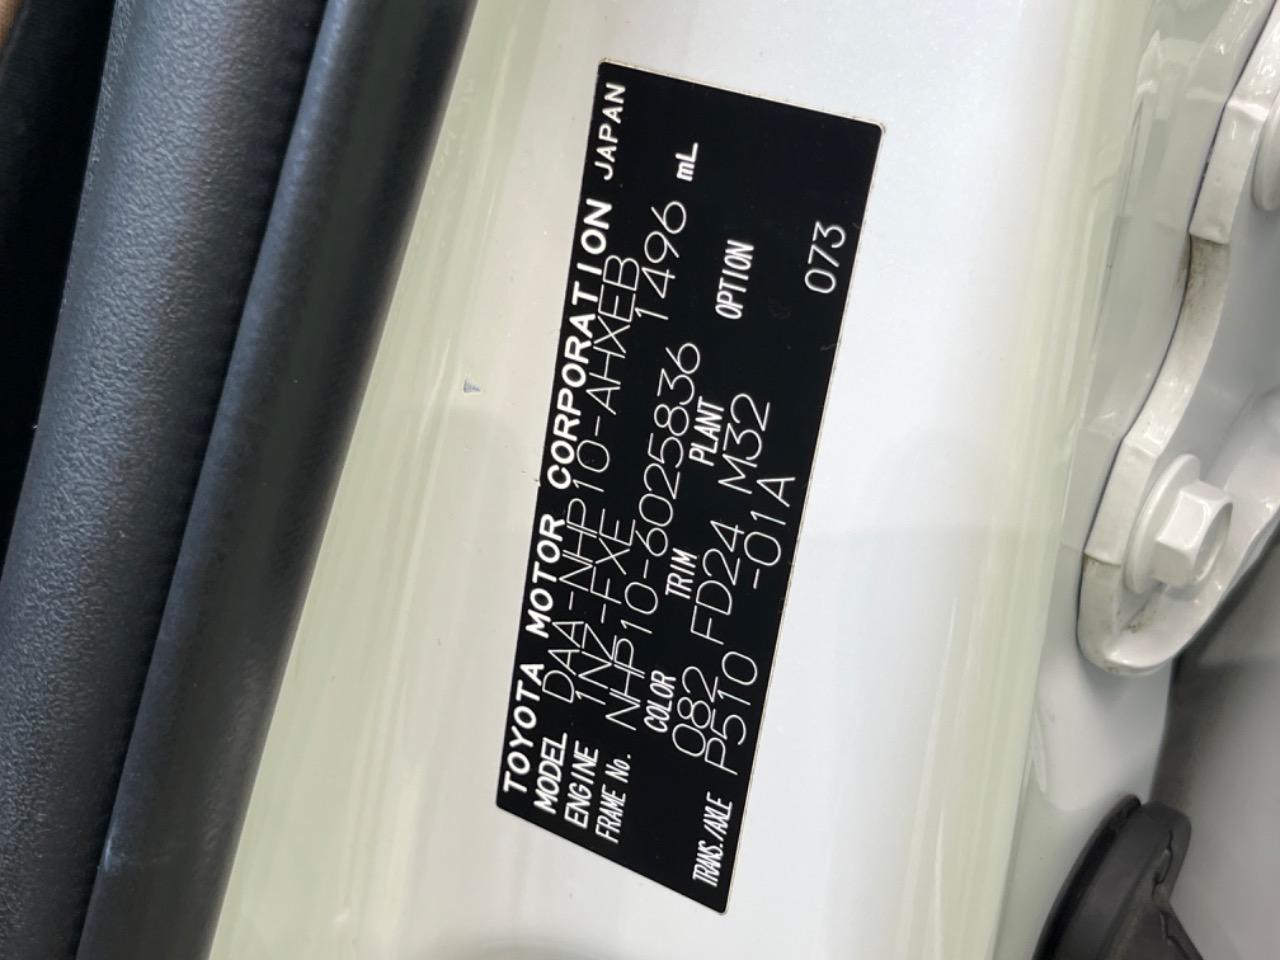 TOYOTA MOTOR CORPORATION JAPAN
MODEL DAA-NHP10-AHXEB
ENGINE 1NZ-FXE 1496 mL
FRAME No. NHP10-6025836
COLOR TRIM PLANT OPTION
082 FD24 M32
TRANS./AXLE P510 -01A
073